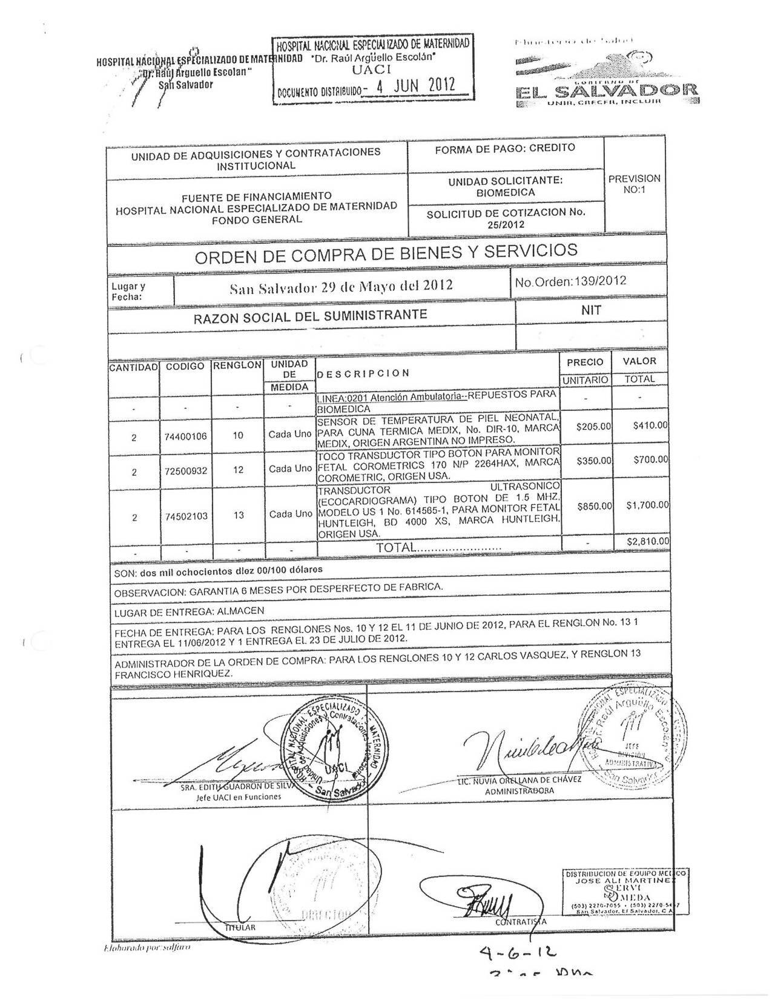 HOSPITAL NACIONAL ESPECIALIZADO DE MATERNIDAD
"Dr. Raúl Arguello Escolan"
San Salvador
HOSPITAL NACIONAL ESPECIALIZADO DE MATERNIDAD
"Dr. Raúl Argüello Escolán"
UACI
DOCUMENTO DISTRIBUIDO- 4 JUN 2012
Ministerio de Salud
GOBIERNO DE
EL SALVADOR
UNIR, CRECER, INCLUIR
UNIDAD DE ADQUISICIONES Y CONTRATACIONES
INSTITUCIONAL
FORMA DE PAGO: CREDITO
PREVISION
NO:1
UNIDAD SOLICITANTE:
BIOMEDICA
FUENTE DE FINANCIAMIENTO
HOSPITAL NACIONAL ESPECIALIZADO DE MATERNIDAD
FONDO GENERAL
SOLICITUD DE COTIZACION No.
25/2012
ORDEN DE COMPRA DE BIENES Y SERVICIOS
Lugar y
Fecha:
San Salvador 29 de Mayo del 2012
No.Orden:139/2012
RAZON SOCIAL DEL SUMINISTRANTE
NIT
CANTIDAD CODIGO RENGLON UNIDAD DE MEDIDA DESCRIPCION PRECIO UNITARIO VALOR TOTAL
- - - - LINEA:0201 Atención Ambulatoria--REPUESTOS PARA - -
BIOMEDICA
SENSOR DE TEMPERATURA DE PIEL NEONATAL,
2 74400106 10 Cada Uno PARA CUNA TERMICA MEDIX, No. DIR-10, MARCA $205.00 $410.00
MEDIX, ORIGEN ARGENTINA NO IMPRESO.
TOCO TRANSDUCTOR TIPO BOTON PARA MONITOR
2 72500932 12 Cada Uno FETAL COROMETRICS 170 N/P 2264HAX, MARCA $350.00 $700.00
COROMETRIC, ORIGEN USA.
TRANSDUCTOR ULTRASONICO
(ECOCARDIOGRAMA) TIPO BOTON DE 1.5 MHZ.
2 74502103 13 Cada Uno MODELO US 1 No. 614565-1, PARA MONITOR FETAL $850.00 $1,700.00
HUNTLEIGH, BD 4000 XS, MARCA HUNTLEIGH.
ORIGEN USA.
- - - - TOTAL........................ - $2,810.00
SON: dos mil ochocientos diez 00/100 dólares
OBSERVACION: GARANTIA 6 MESES POR DESPERFECTO DE FABRICA.
LUGAR DE ENTREGA: ALMACEN
FECHA DE ENTREGA: PARA LOS RENGLONES Nos. 10 Y 12 EL 11 DE JUNIO DE 2012, PARA EL RENGLON No. 13 1
ENTREGA EL 11/06/2012 Y 1 ENTREGA EL 23 DE JULIO DE 2012.
ADMINISTRADOR DE LA ORDEN DE COMPRA: PARA LOS RENGLONES 10 Y 12 CARLOS VASQUEZ, Y RENGLON 13
FRANCISCO HENRIQUEZ.
HOSPITAL NACIONAL ESPECIALIZADO DE MATERNIDAD
Unidad de Adquisiciones y Contrataciones Institucional
UACI
San Salvador
SRA. EDITH GUADRON DE SILVA
Jefe UACI en Funciones
NACIONAL ESPECIALIZADO
Dr. Raúl Argüello Escolán
JEFE
DIVISION
ADMINISTRATIVA
San Salvador
LIC. NUVIA ORELLANA DE CHÁVEZ
ADMINISTRADORA
DIRECTOR
TITULAR
DISTRIBUCION DE EQUIPO MEDICO
JOSE ALI MARTINEZ
SERVI
MEDA
(503) 2270-7055
San Salvador, El Salvador, C A
CONTRATISTA
Elaborado por salfaro
4-6-12